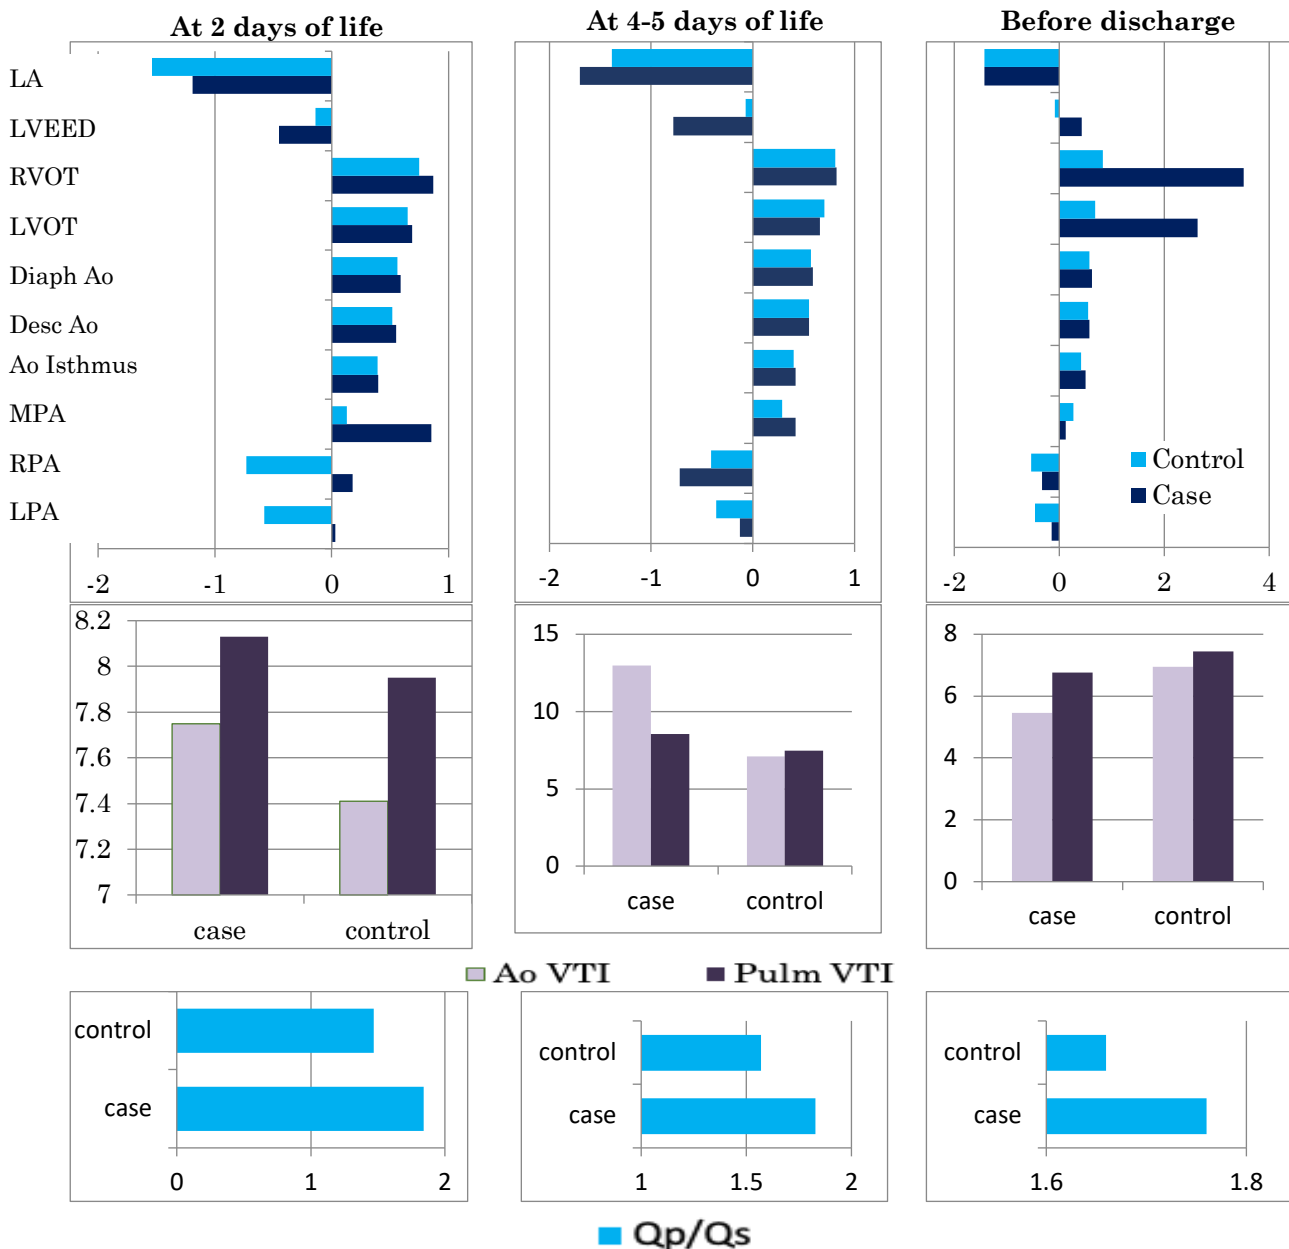 At 2 days of life
At 4-5 days of life
Before discharge
LA
LVEED
RVOT
LVOT
Diaph Ao
Desc Ao
Ao Isthmus
MPA
RPA
LPA
Control
Case
-2 -1 0 1
-2 -1 0 1
-2 0 2 4
8.2
8
7.8
7.6
7.4
7.2
7
case control
15
10
5
0
case control
8
6
4
2
0
case control
Ao VTI Pulm VTI
control
case
0 1 2
control
case
1 1.5 2
control
case
1.6 1.8
Qp/Qs